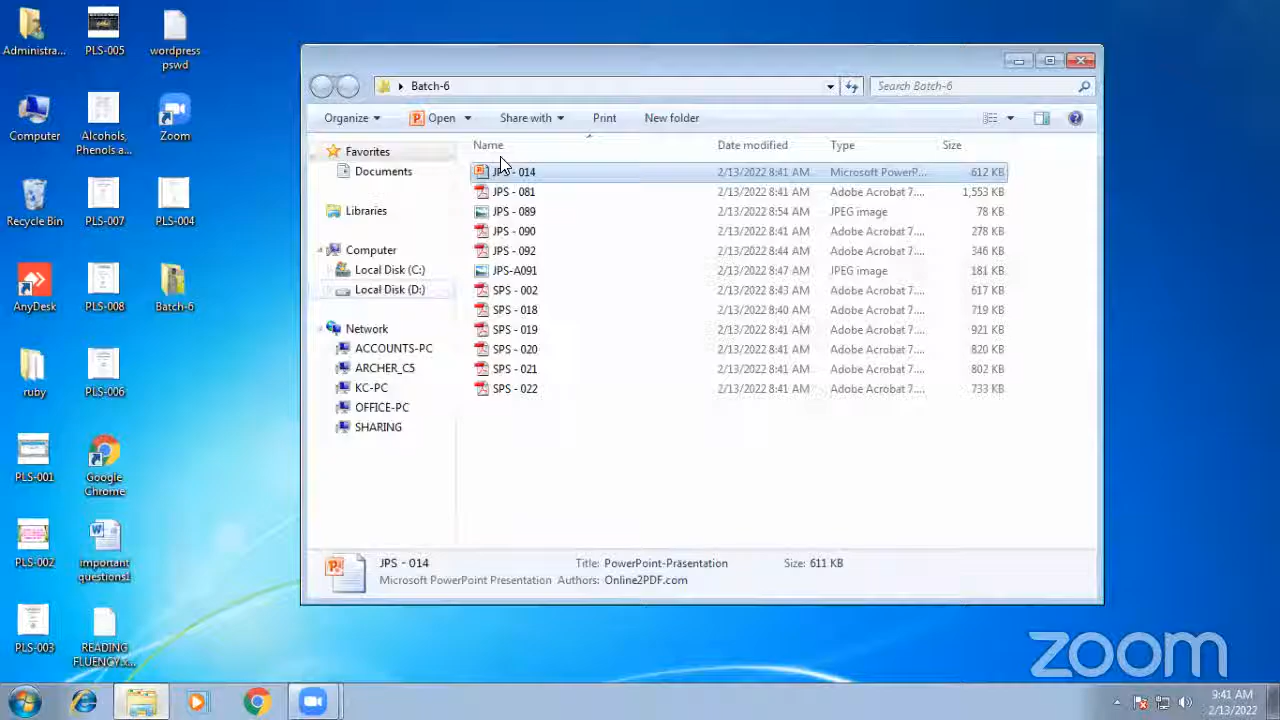 Administra...
PLS-005
wordpress
pswd
Computer
Alcohols,
Phenols a...
Zoom
Recycle Bin
PLS-007
PLS-004
AnyDesk
PLS-008
Batch-6
ruby
PLS-006
PLS-001
Google
Chrome
PLS-002
important
questions1
PLS-003
READING
FLUENCY....
Batch-6
Search Batch-6
Organize
Open
Share with
Print
New folder
Favorites
Documents
Libraries
Computer
Local Disk (C:)
Local Disk (D:)
Network
ACCOUNTS-PC
ARCHER_C5
KC-PC
OFFICE-PC
SHARING
Name Date modified Type Size
JPS - 014 2/13/2022 8:41 AM Microsoft PowerP... 612 KB
JPS - 081 2/13/2022 8:41 AM Adobe Acrobat 7.... 1,553 KB
JPS - 089 2/13/2022 8:54 AM JPEG image 78 KB
JPS - 090 2/13/2022 8:41 AM Adobe Acrobat 7.... 278 KB
JPS - 092 2/13/2022 8:44 AM Adobe Acrobat 7.... 346 KB
JPS-A091 2/13/2022 8:47 AM JPEG image 181 KB
SPS - 002 2/13/2022 8:43 AM Adobe Acrobat 7.... 617 KB
SPS - 018 2/13/2022 8:40 AM Adobe Acrobat 7.... 719 KB
SPS - 019 2/13/2022 8:41 AM Adobe Acrobat 7.... 921 KB
SPS - 020 2/13/2022 8:41 AM Adobe Acrobat 7.... 820 KB
SPS - 021 2/13/2022 8:41 AM Adobe Acrobat 7.... 802 KB
SPS - 022 2/13/2022 8:41 AM Adobe Acrobat 7.... 733 KB
JPS - 014 Title: PowerPoint-Präsentation Size: 611 KB
Microsoft PowerPoint Presentation Authors: Online2PDF.com
zoom
9:41 AM
2/13/2022